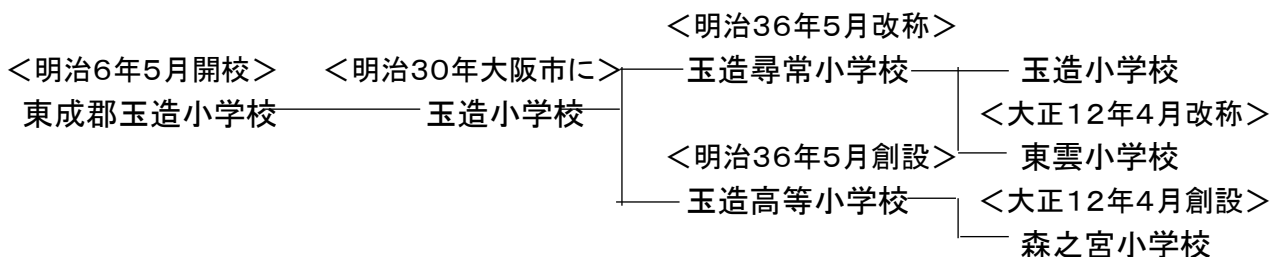 ＜明治36年5月改称＞
＜明治6年5月開校＞ ＜明治30年大阪市に＞ 玉造尋常小学校 玉造小学校
東成郡玉造小学校 玉造小学校 ＜大正12年4月改称＞
＜明治36年5月創設＞ 東雲小学校
玉造高等小学校 ＜大正12年4月創設＞
森之宮小学校